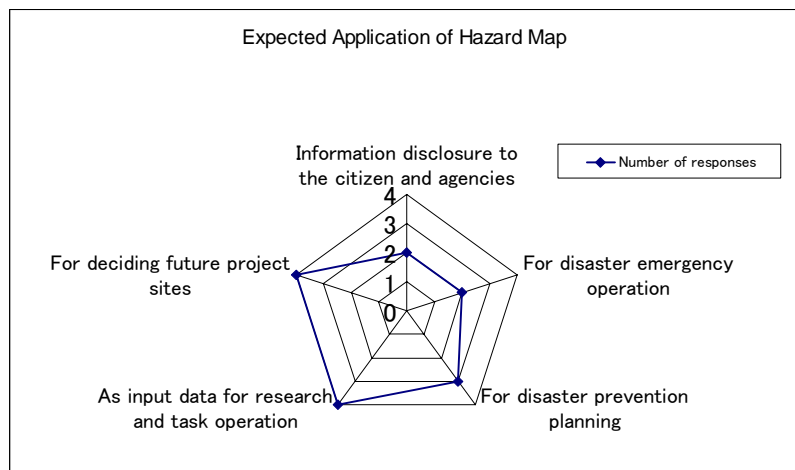 Expected Application of Hazard Map
Information disclosure to
the citizen and agencies
Number of responses
4
3
2
1
0
For deciding future project
sites
For disaster emergency
operation
As input data for research
and task operation
For disaster prevention
planning